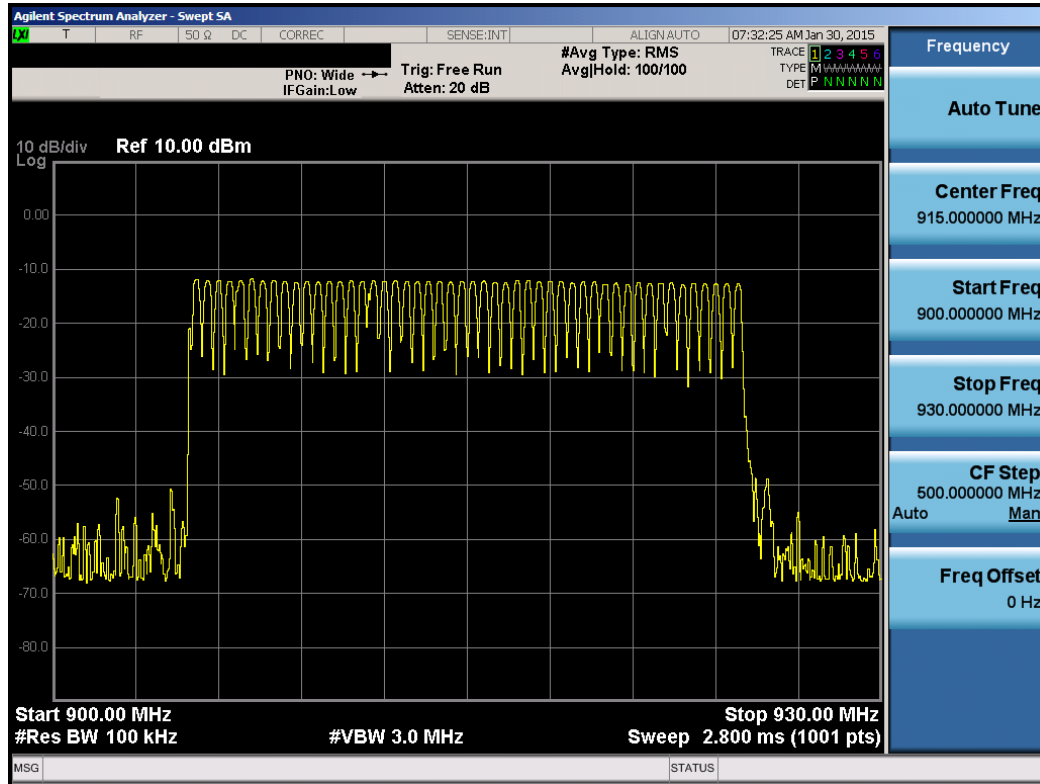 Agilent Spectrum Analyzer - Swept SA
LXI T RF 50 Ω DC CORREC SENSE:INT ALIGN AUTO 07:32:25 AM Jan 30, 2015
PNO: Wide
IFGain:Low
Trig: Free Run
Atten: 20 dB
#Avg Type: RMS
Avg|Hold: 100/100
TRACE 1 2 3 4 5 6
TYPE M WWWWW
DET P N N N N N
10 dB/div Ref 10.00 dBm
Log
0.00
-10.0
-20.0
-30.0
-40.0
-50.0
-60.0
-70.0
-80.0
Start 900.00 MHz Stop 930.00 MHz
#Res BW 100 kHz #VBW 3.0 MHz Sweep 2.800 ms (1001 pts)
MSG STATUS
Frequency
Auto Tune
Center Freq
915.000000 MHz
Start Freq
900.000000 MHz
Stop Freq
930.000000 MHz
CF Step
500.000000 MHz
Auto Man
Freq Offset
0 Hz